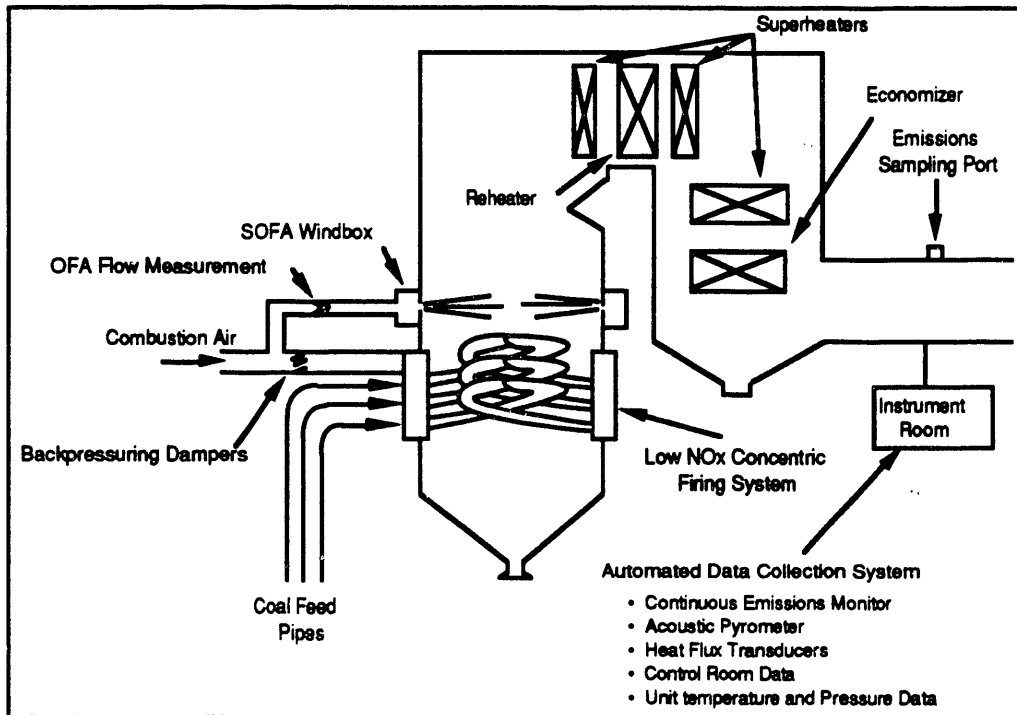 Superheaters
Economizer
Emissions
Sampling Port
Reheater
SOFA Windbox
OFA Flow Measurement
Combustion Air
Backpressuring Dampers
Instrument
Room
Low NOx Concentric
Firing System
Coal Feed
Pipes
Automated Data Collection System
• Continuous Emissions Monitor
• Acoustic Pyrometer
• Heat Flux Transducers
• Control Room Data
• Unit temperature and Pressure Data